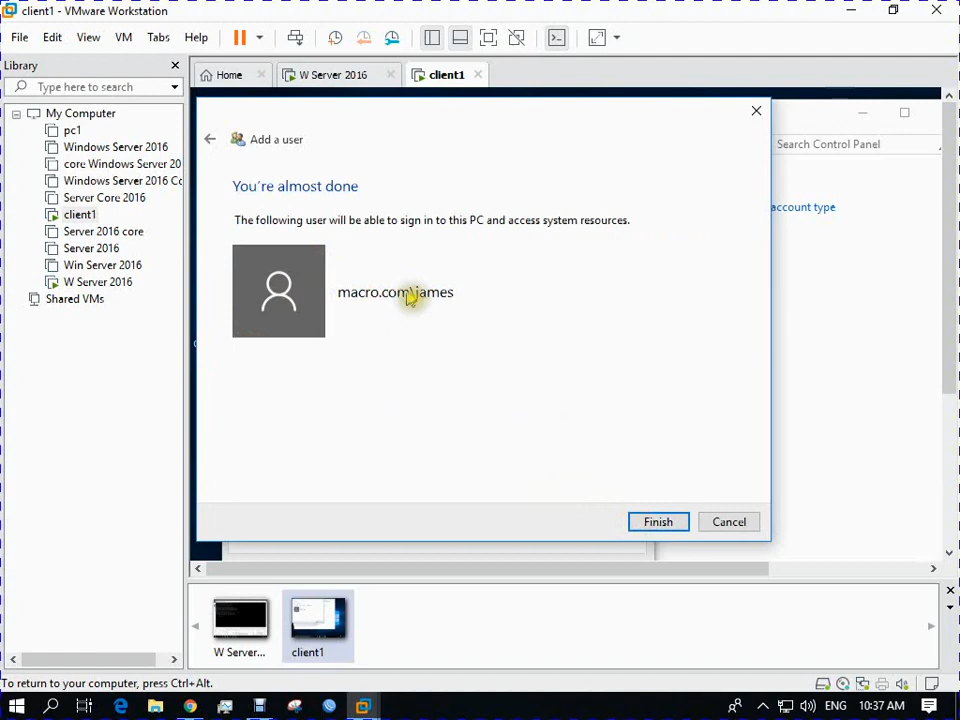 client1 - VMware Workstation
File Edit View VM Tabs Help
Library
Type here to search
My Computer
pc1
Windows Server 2016
core Windows Server 20
Windows Server 2016 Co
Server Core 2016
client1
Server 2016 core
Server 2016
Win Server 2016
W Server 2016
Shared VMs
Home W Server 2016 client1
Search Control Panel
account type
Add a user
You're almost done
The following user will be able to sign in to this PC and access system resources.
macro.com\james
Finish Cancel
W Server... client1
To return to your computer, press Ctrl+Alt.
ENG 10:37 AM